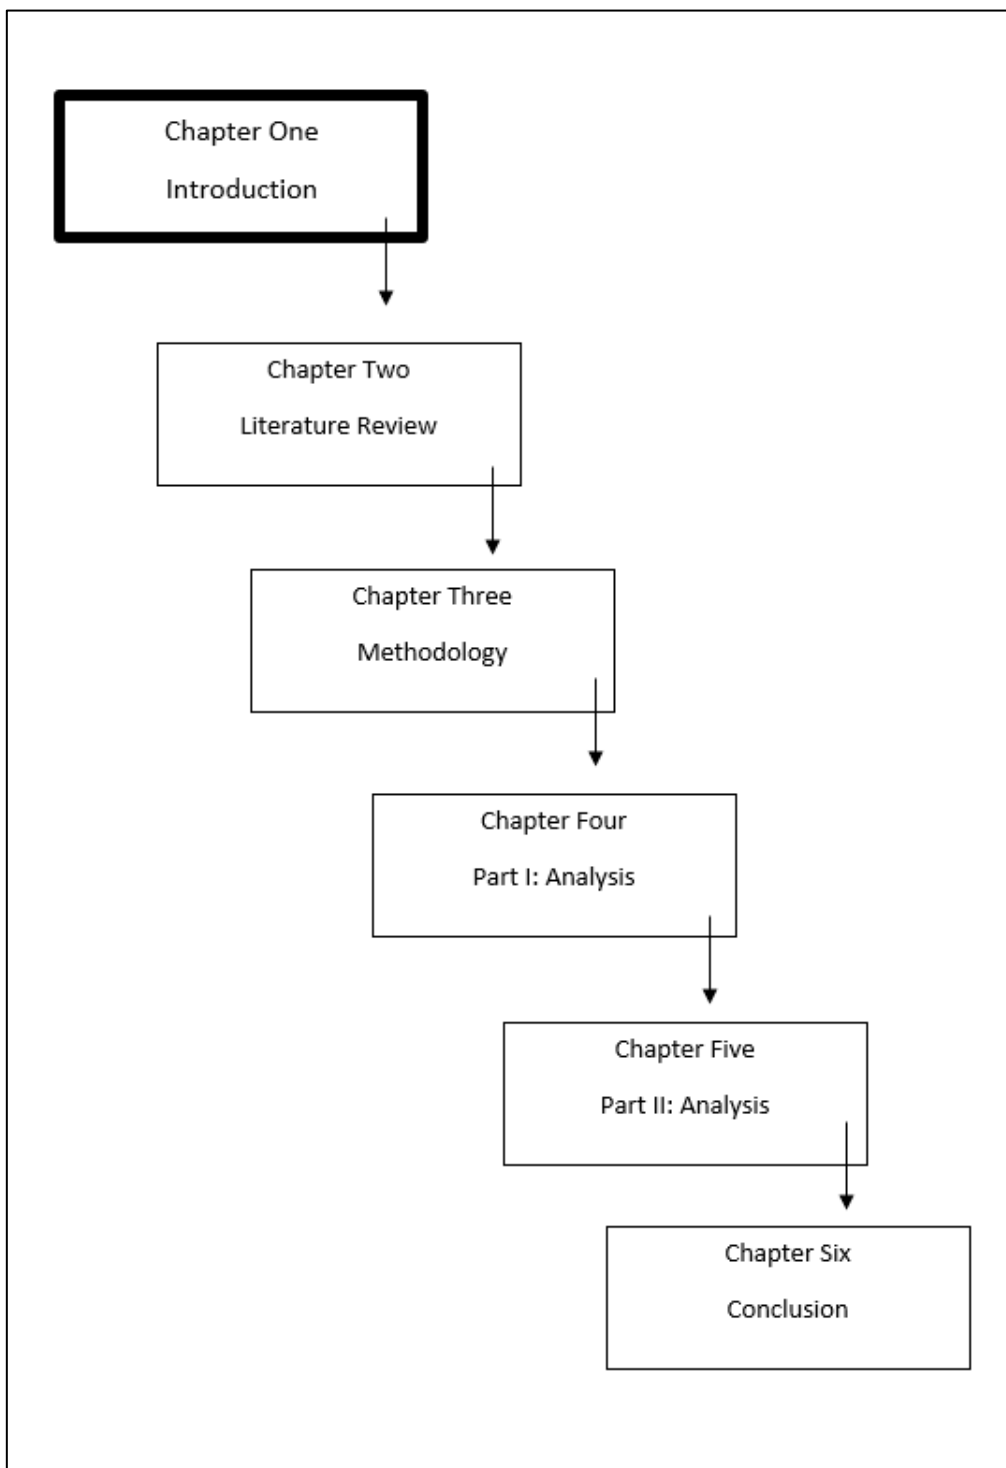 Chapter One
Introduction
Chapter Two
Literature Review
Chapter Three
Methodology
Chapter Four
Part I: Analysis
Chapter Five
Part II: Analysis
Chapter Six
Conclusion